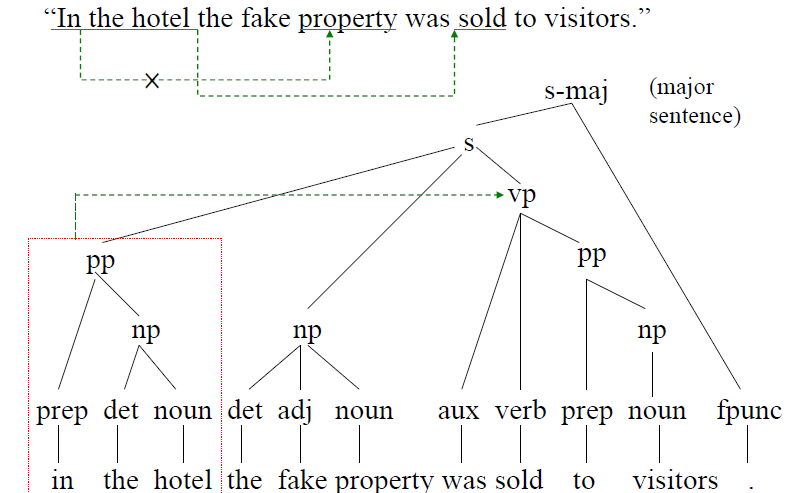 “In the hotel the fake property was sold to visitors.”
s-maj (major
sentence)
s
vp
pp pp
np np np
prep det noun det adj noun aux verb prep noun fpunc
in the hotel the fake property was sold to visitors .